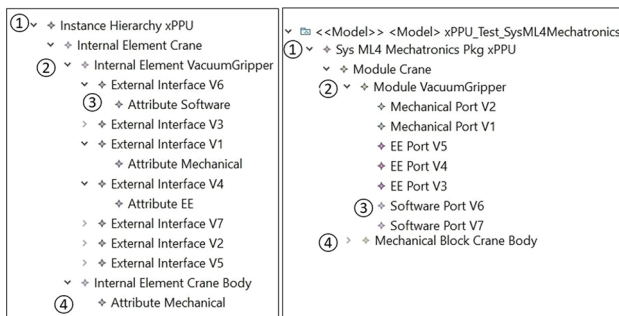 ① Instance Hierarchy xPPU
Internal Element Crane
② Internal Element VacuumGripper
External Interface V6
③ Attribute Software
External Interface V3
External Interface V1
Attribute Mechanical
External Interface V4
Attribute EE
External Interface V7
External Interface V2
External Interface V5
Internal Element Crane Body
④ Attribute Mechanical
<<Model>> <Model> xPPU_Test_SysML4Mechatronics
① Sys ML4 Mechatronics Pkg xPPU
Module Crane
② Module VacuumGripper
Mechanical Port V2
Mechanical Port V1
EE Port V5
EE Port V4
EE Port V3
③ Software Port V6
Software Port V7
④ Mechanical Block Crane Body